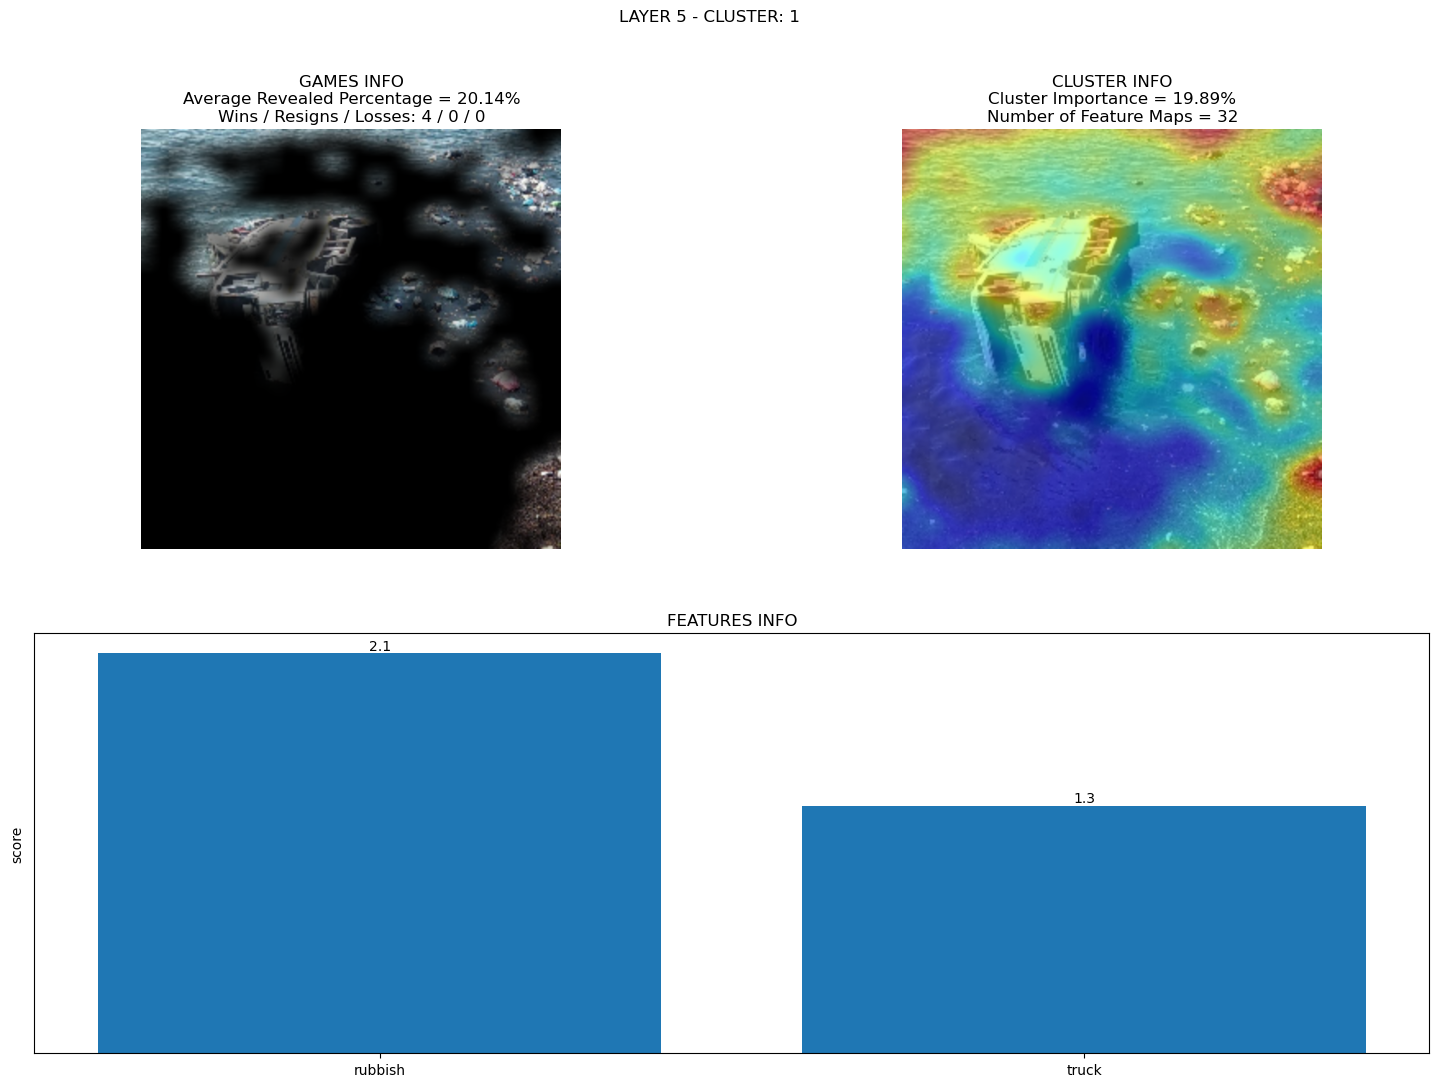 LAYER 5 - CLUSTER: 1
GAMES INFO
Average Revealed Percentage = 20.14%
Wins / Resigns / Losses: 4 / 0 / 0
CLUSTER INFO
Cluster Importance = 19.89%
Number of Feature Maps = 32
FEATURES INFO
2.1
1.3
score
rubbish
truck